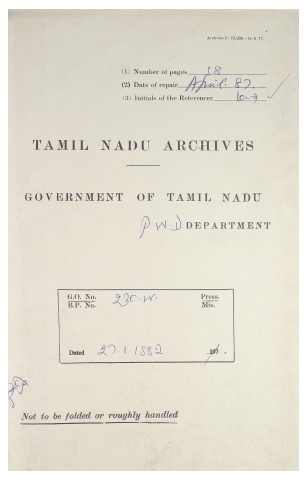 (1) Number of pages 18
(2) Date of repair April. 87.
(3) Initials of the Referencer
TAMIL NADU ARCHIVES
GOVERNMENT OF TAMIL NADU
P.W.D. DEPARTMENT
G.O. No. Press.
B.P. No. Mis.
Dated 27.1.1882 197
Not to be folded or roughly handled